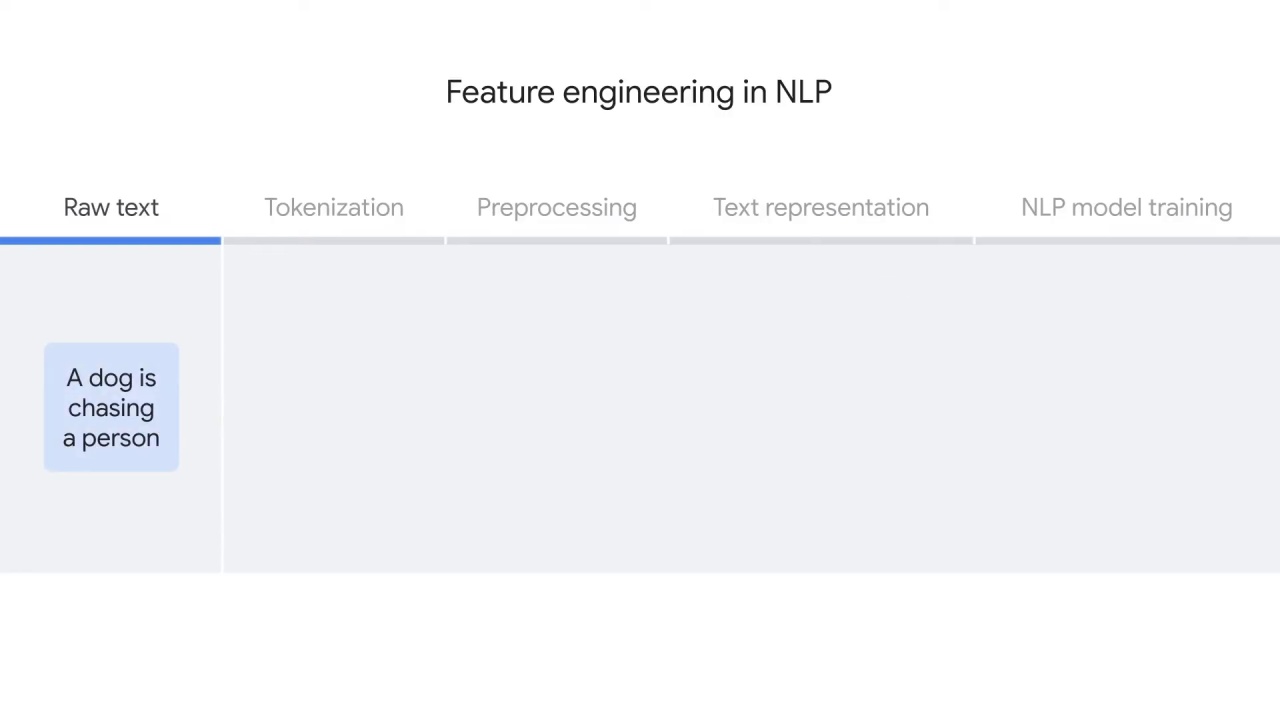 Feature engineering in NLP
Raw text
Tokenization
Preprocessing
Text representation
NLP model training
A dog is
chasing
a person